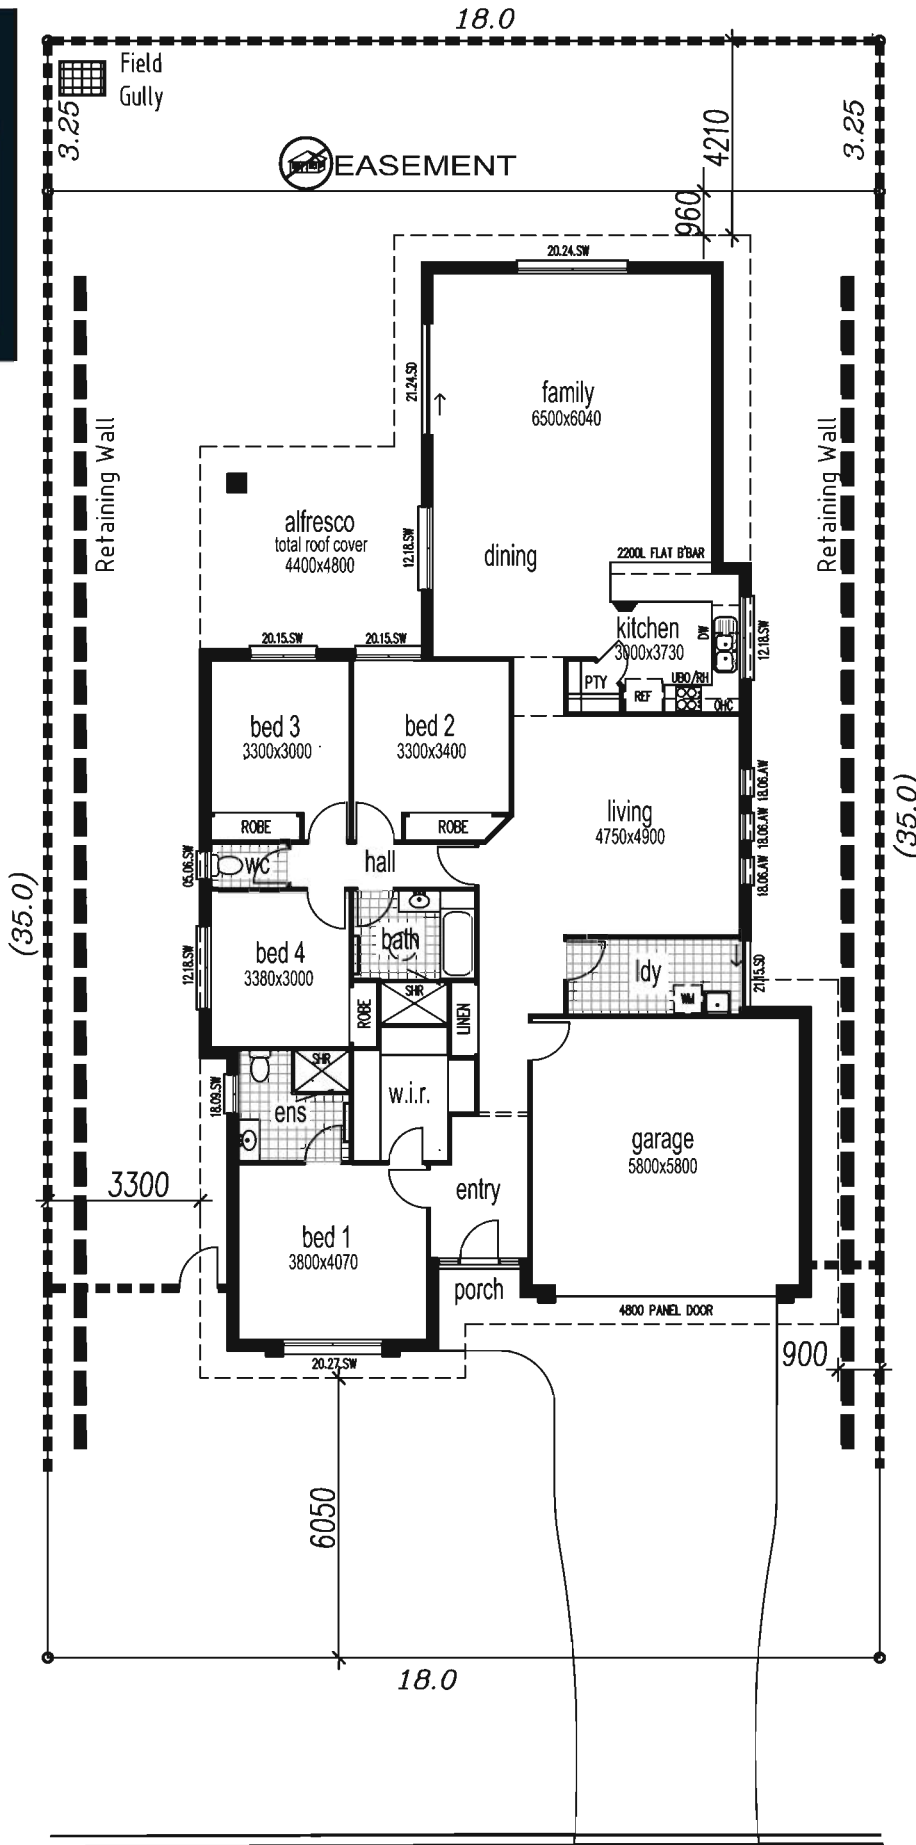 18.0
Field
Gully
3.25
3.25
4210
EASEMENT
960
20.24.SW
21.24.SD
family
6500x6040
Retaining Wall
Retaining Wall
alfresco
total roof cover
4400x4800
12.18.SW
dining
2200L FLAT B'BAR
kitchen
3000x3730
DW
12.18.SW
20.15.SW
20.15.SW
PTY
REF
UBO/RH
OHC
bed 3
3300x3000
bed 2
3300x3400
18.06.AW
18.06.AW
18.06.AW
(35.0)
living
4750x4900
ROBE
ROBE
05.06.SW
WC
hall
(35.0)
12.18.SW
bed 4
3380x3000
bath
ldy
21.15.SD
WM
ROBE
SHR
LINEN
SHR
18.09.SW
ens
w.i.r.
garage
5800x5800
3300
entry
bed 1
3800x4070
porch
4800 PANEL DOOR
20.27.SW
900
6050
18.0